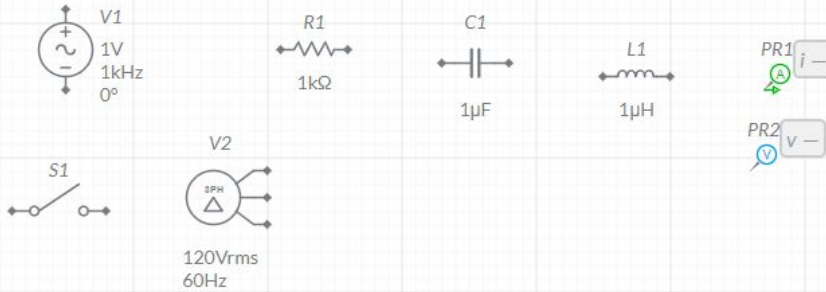 V1
1V
1kHz
0°
R1
1kΩ
C1
1μF
L1
1μH
PR1
A
i —
PR2
V
v —
S1
V2
3PH
120Vrms
60Hz